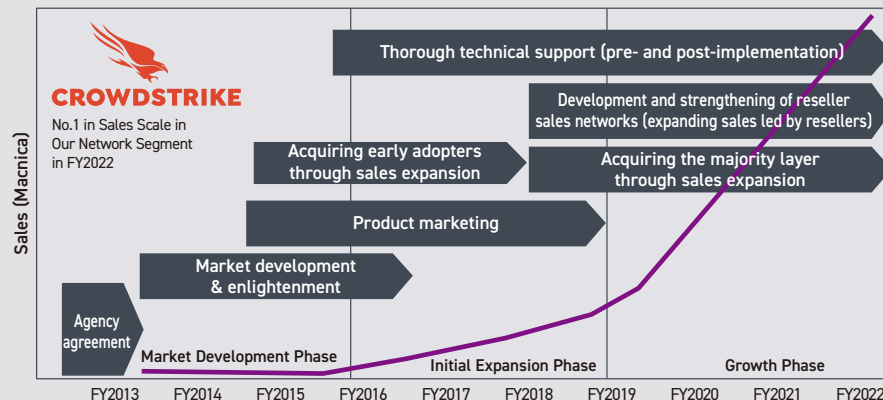 CROWDSTRIKE
No.1 in Sales Scale in
Our Network Segment
in FY2022
Sales (Macnica)
Thorough technical support (pre- and post-implementation)
Development and strengthening of reseller
sales networks (expanding sales led by resellers)
Acquiring early adopters
through sales expansion
Acquiring the majority layer
through sales expansion
Product marketing
Market development
& enlightenment
Agency
agreement
Market Development Phase
Initial Expansion Phase
Growth Phase
FY2013
FY2014
FY2015
FY2016
FY2017
FY2018
FY2019
FY2020
FY2021
FY2022